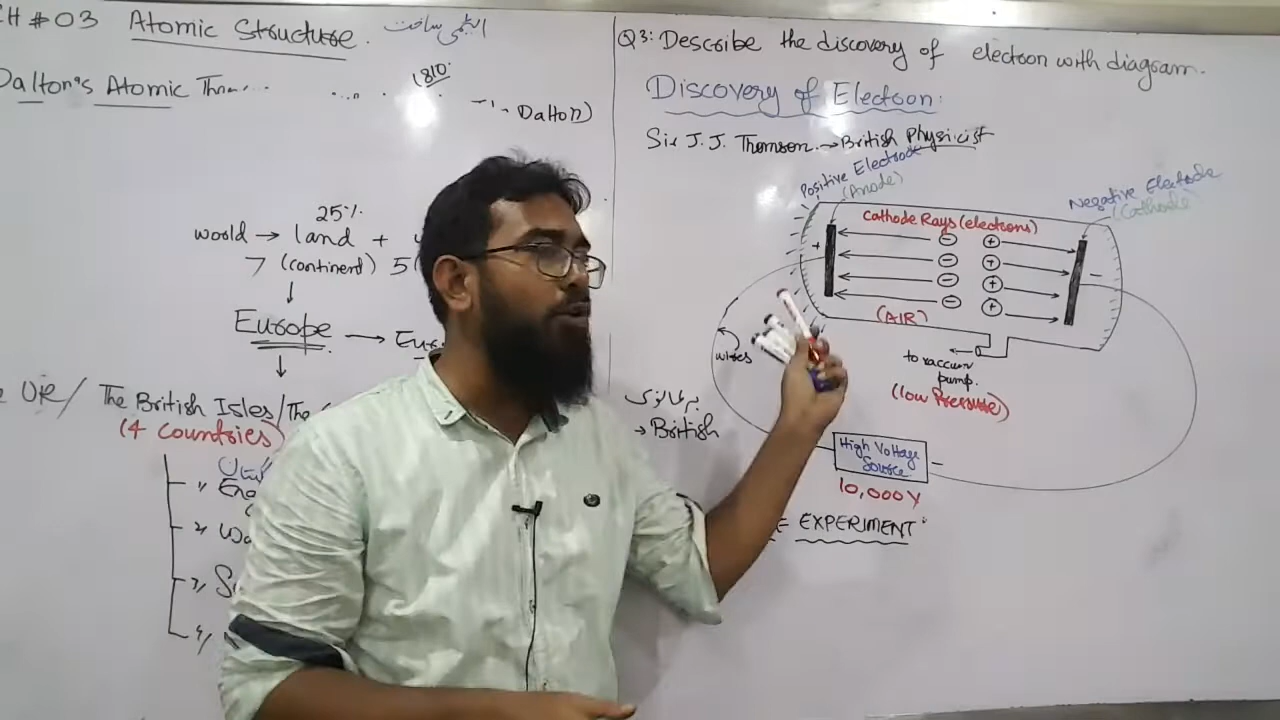 CH # 03 Atomic Structure. ایٹمی ساخت
Dalton's Atomic
1810.
Dalton)
25%
world → land +
7 (continent) 5
↓
Europe →
↓
UK/ The British Isles/The
(4 countries)
Q3: Describe the discovery of electron with diagram.
Discovery of Electron:
Sir J.J. Thomson → British Physicist
Positive Electrode
(Anode)
Negative Electrode
(Cathode)
Cathode Rays (electrons)
+
−
(AIR)
wires
to vaccum
pump.
(low Pressure)
برطانوی
→ British
High Voltage
Source
−
10,000V
EXPERIMENT